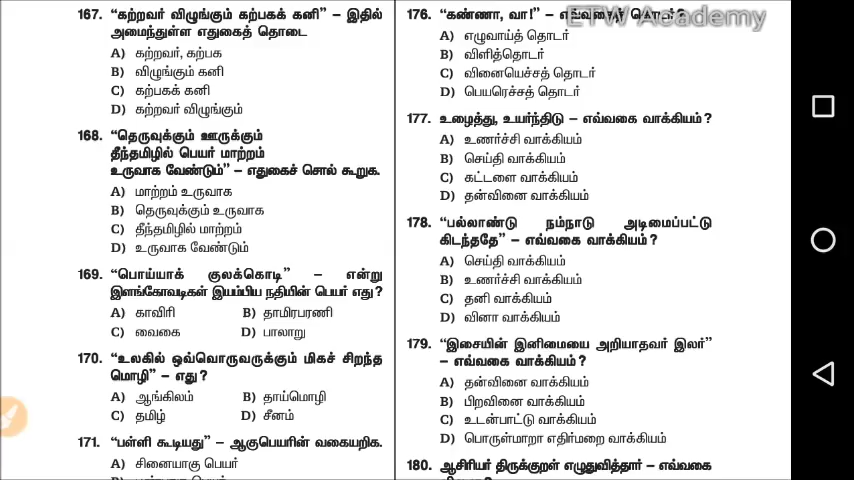 167. "கற்றவர் விழுங்கும் கற்பகக் கனி" – இதில்
அமைந்துள்ள எதுகைத் தொடை
A) கற்றவர், கற்பக
B) விழுங்கும் கனி
C) கற்பகக் கனி
D) கற்றவர் விழுங்கும்
168. "தெருவுக்கும் ஊருக்கும்
தீந்தமிழில் பெயர் மாற்றம்
உருவாக வேண்டும்" – எதுகைச் சொல் கூறுக.
A) மாற்றம் உருவாக
B) தெருவுக்கும் உருவாக
C) தீந்தமிழில் மாற்றம்
D) உருவாக வேண்டும்
169. "பொய்யாக் குலக்கொடி" – என்று
இளங்கோவடிகள் இயம்பிய நதியின் பெயர் எது ?
A) காவிரி B) தாமிரபரணி
C) வைகை D) பாலாறு
170. "உலகில் ஒவ்வொருவருக்கும் மிகச் சிறந்த
மொழி" – எது ?
A) ஆங்கிலம் B) தாய்மொழி
C) தமிழ் D) சீனம்
171. "பள்ளி கூடியது" – ஆகுபெயரின் வகையறிக.
A) சினையாகு பெயர்
ETW Academy
176. "கண்ணா, வா !" – எவ்வகைத் தொடர் ?
A) எழுவாய்த் தொடர்
B) விளித்தொடர்
C) வினையெச்சத் தொடர்
D) பெயரெச்சத் தொடர்
177. உழைத்து, உயர்ந்திடு – எவ்வகை வாக்கியம் ?
A) உணர்ச்சி வாக்கியம்
B) செய்தி வாக்கியம்
C) கட்டளை வாக்கியம்
D) தன்வினை வாக்கியம்
178. "பல்லாண்டு நம்நாடு அடிமைப்பட்டு
கிடந்ததே" – எவ்வகை வாக்கியம் ?
A) செய்தி வாக்கியம்
B) உணர்ச்சி வாக்கியம்
C) தனி வாக்கியம்
D) வினா வாக்கியம்
179. "இசையின் இனிமையை அறியாதவர் இலர்"
– எவ்வகை வாக்கியம் ?
A) தன்வினை வாக்கியம்
B) பிறவினை வாக்கியம்
C) உடன்பாட்டு வாக்கியம்
D) பொருள்மாறா எதிர்மறை வாக்கியம்
180. ஆசிரியர் திருக்குறள் எழுதுவித்தார் – எவ்வகை